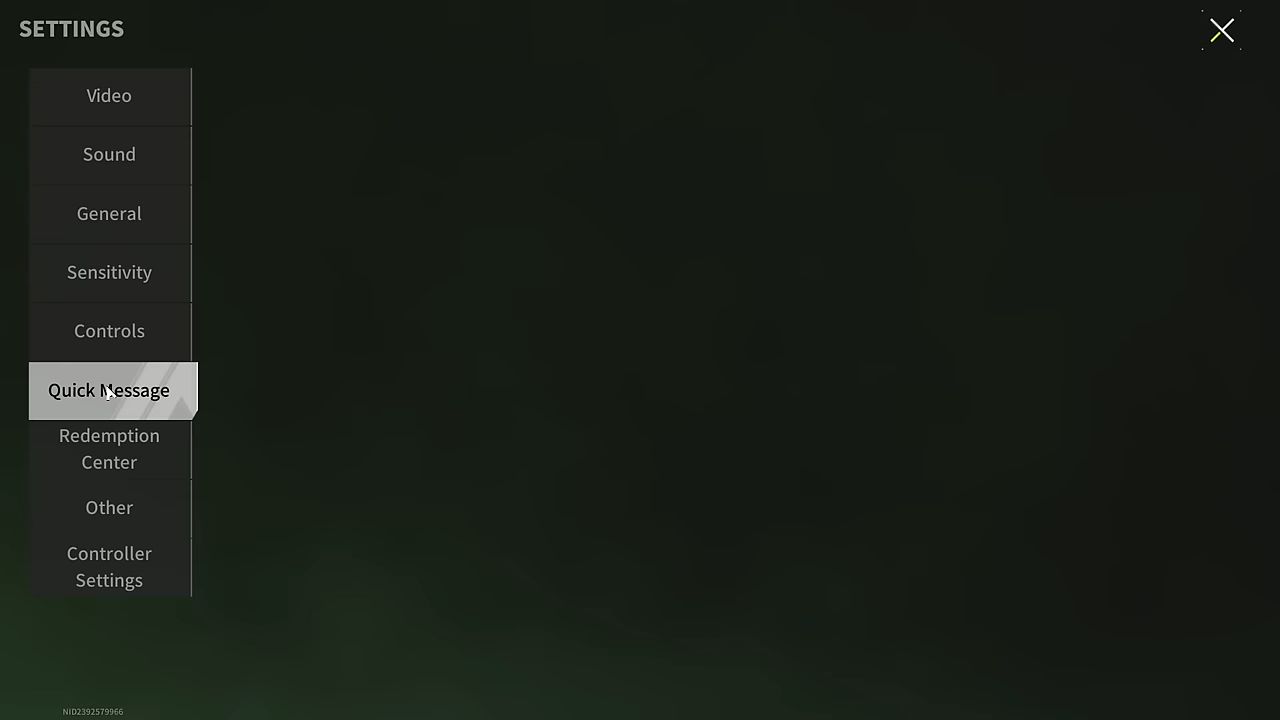 SETTINGS
Video
Sound
General
Sensitivity
Controls
Quick Message
Redemption
Center
Other
Controller
Settings
NID2392579966